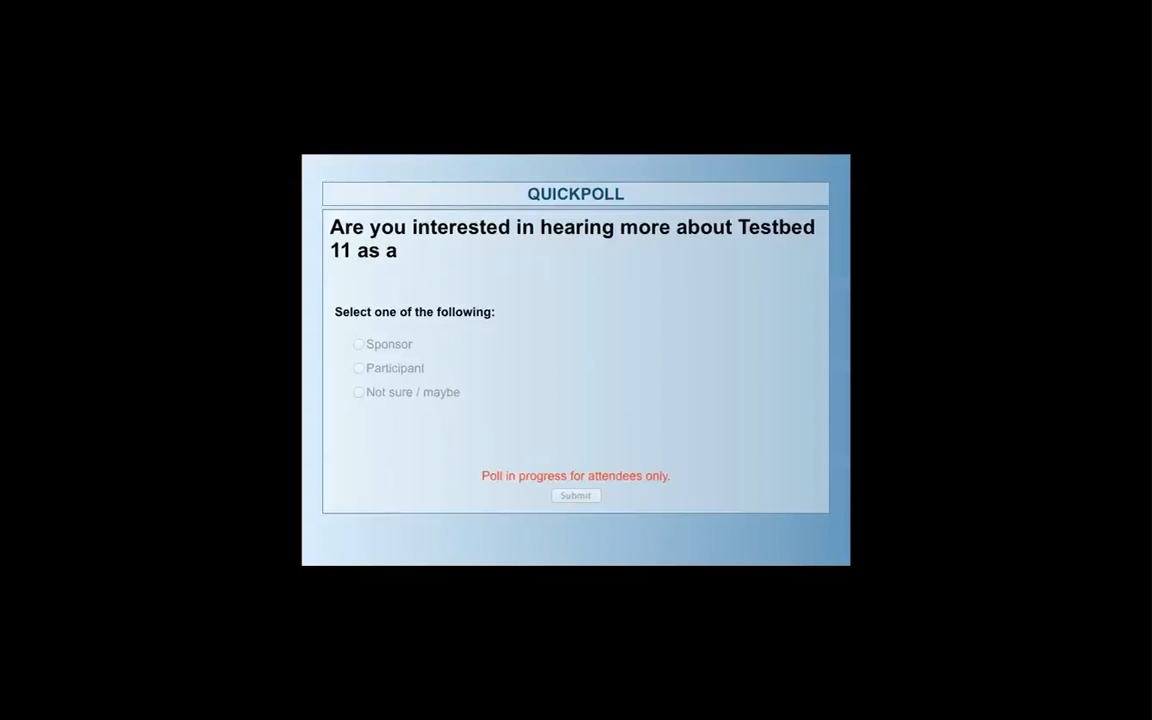 QUICKPOLL
Are you interested in hearing more about Testbed
11 as a
Select one of the following:
Sponsor
Participant
Not sure / maybe
Poll in progress for attendees only.
Submit